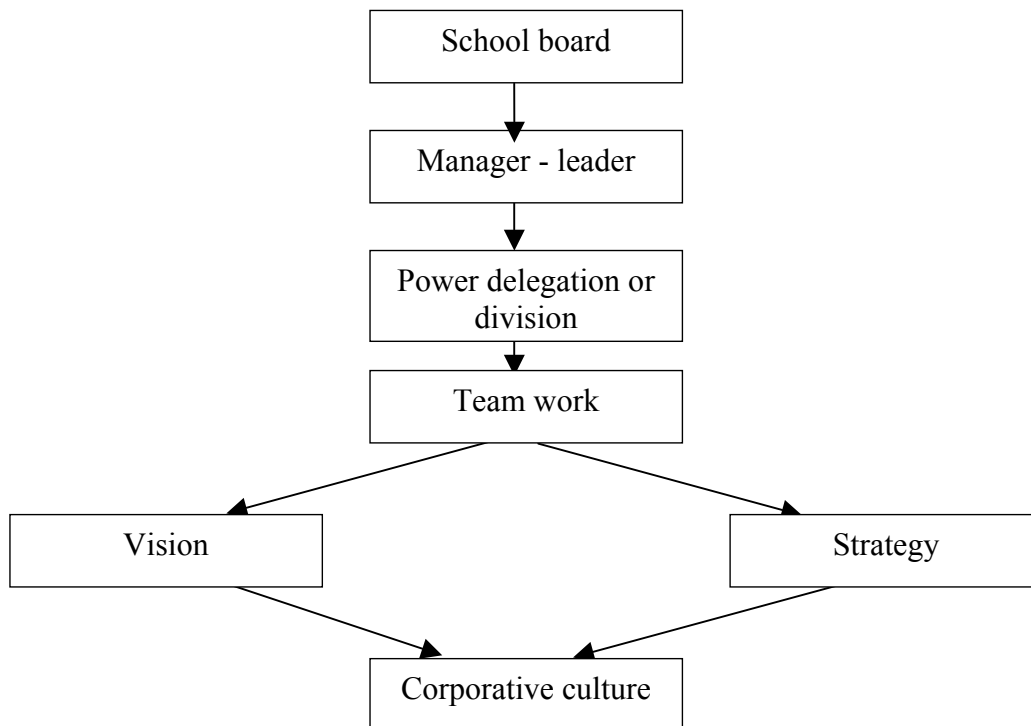 School board
Manager - leader
Power delegation or
division
Team work
Vision
Strategy
Corporative culture